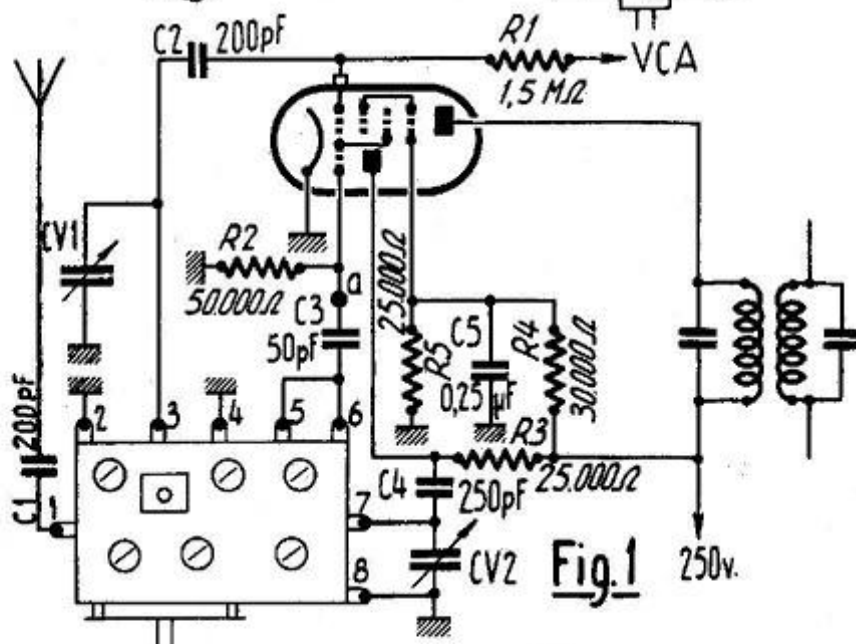 C2
200pF
R1
VCA
1,5 MΩ
CV1
R2
50.000Ω
a
C3
50pF
25.000Ω
R5
C5
0,25 µF
R4
30.000Ω
200pF
C1
2
3
4
5
6
1
7
8
R3
25.000Ω
C4
250pF
CV2
Fig.1
250v.